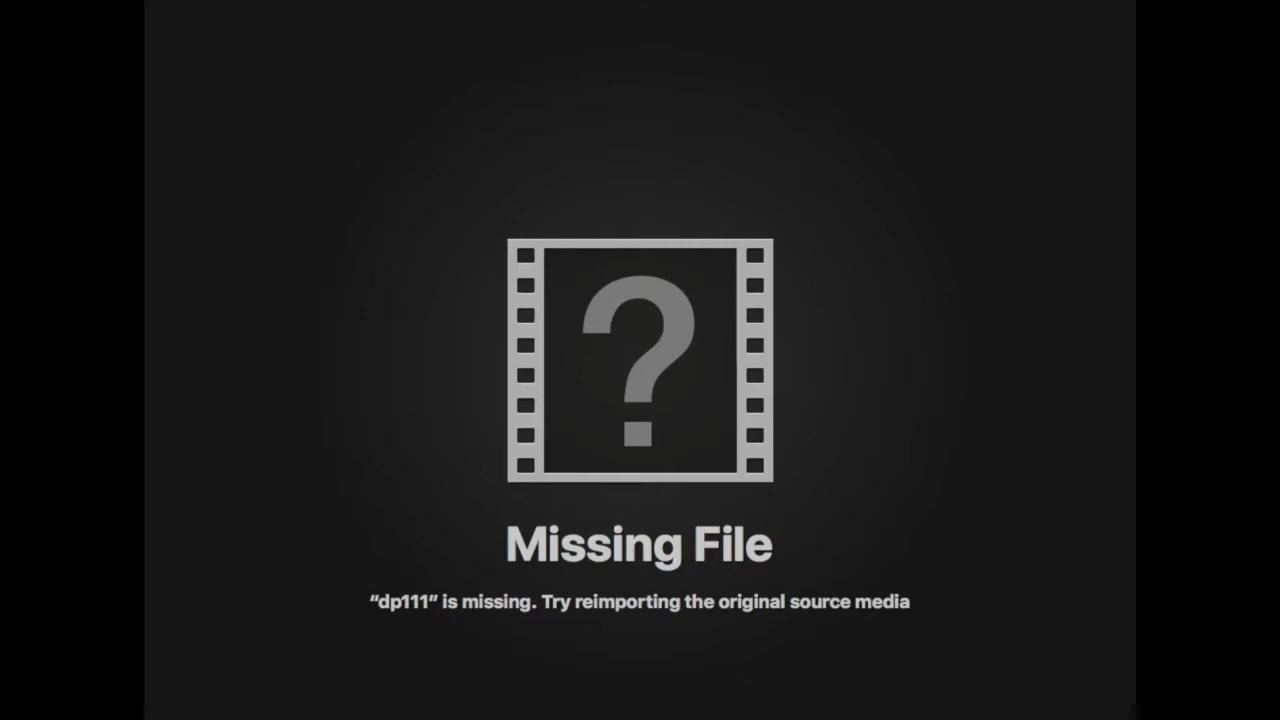 ?
Missing File
“dp111” is missing. Try reimporting the original source media